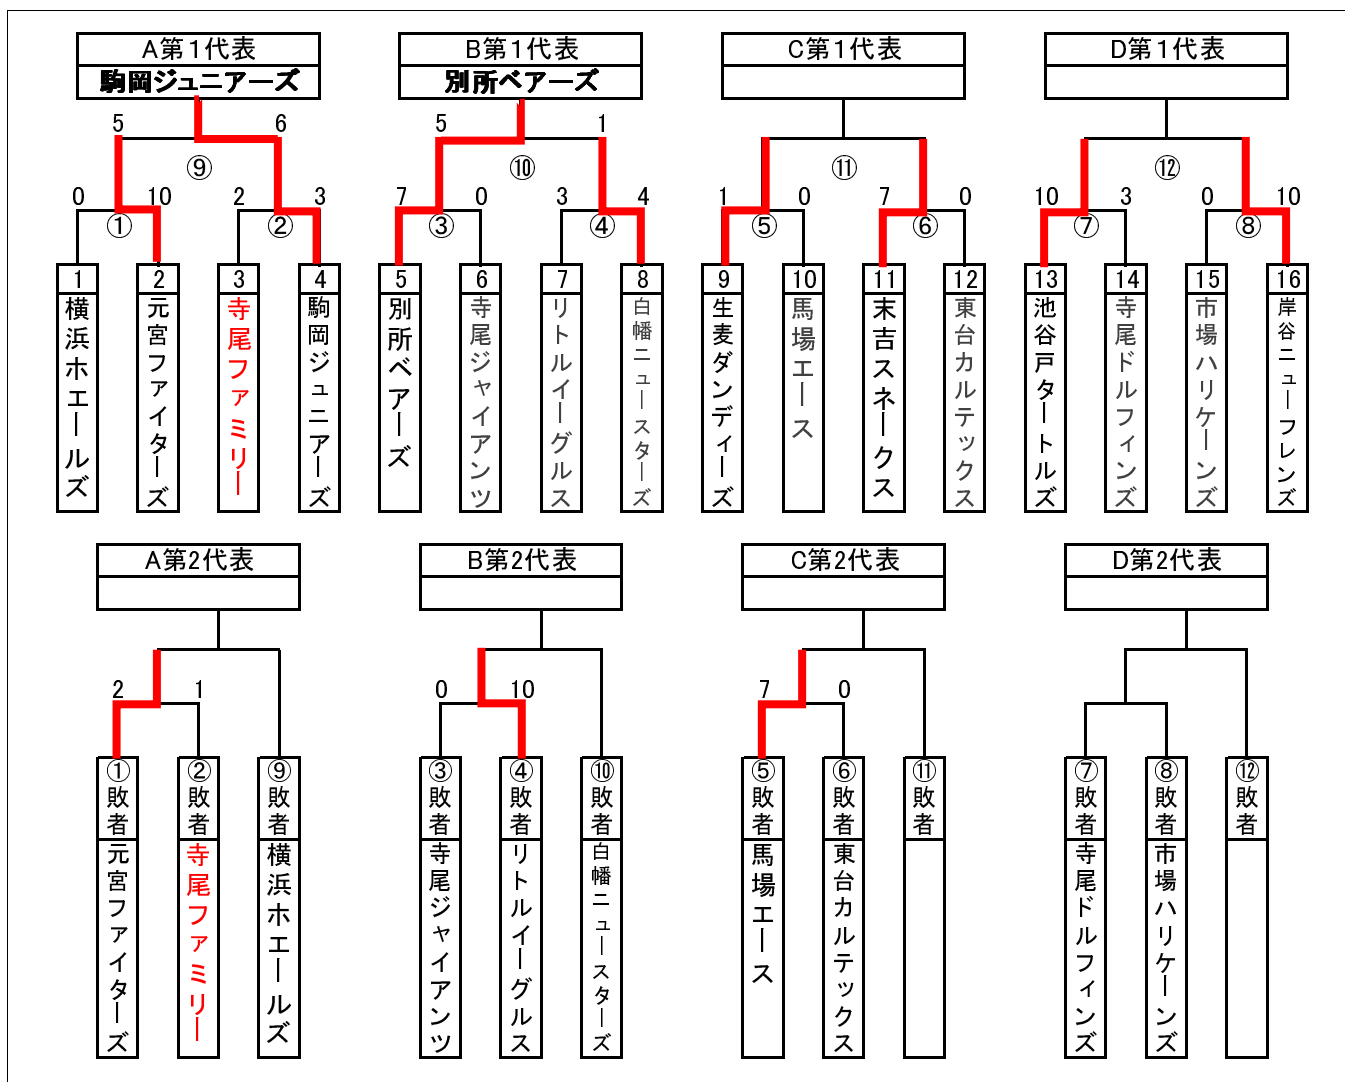 A第1代表
駒岡ジュニアーズ
B第1代表
別所ベアーズ
C第1代表
D第1代表
5
6
5
1
⑨
⑩
⑪
⑫
0
10
2
3
7
0
3
4
1
0
7
0
10
3
0
10
①
②
③
④
⑤
⑥
⑦
⑧
1
横浜ホエールズ
2
元宮ファイターズ
3
寺尾ファミリー
4
駒岡ジュニアーズ
5
別所ベアーズ
6
寺尾ジャイアンツ
7
リトルイーグルス
8
白幡ニュースターズ
9
生麦ダンディーズ
10
馬場エース
11
末吉スネークス
12
東台カルテックス
13
池谷戸タートルズ
14
寺尾ドルフィンズ
15
市場ハリケーンズ
16
岸谷ニューフレンズ
A第2代表
B第2代表
C第2代表
D第2代表
2
1
0
10
7
0
①敗者
元宮ファイターズ
②敗者
寺尾ファミリー
⑨敗者
横浜ホエールズ
③敗者
寺尾ジャイアンツ
④敗者
リトルイーグルス
⑩敗者
白幡ニュースターズ
⑤敗者
馬場エース
⑥敗者
東台カルテックス
⑪敗者
⑦敗者
寺尾ドルフィンズ
⑧敗者
市場ハリケーンズ
⑫敗者